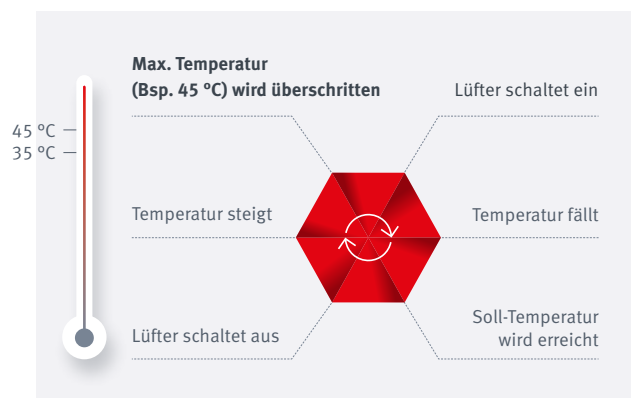 Max. Temperatur
(Bsp. 45 °C) wird überschritten
Lüfter schaltet ein
45 °C
35 °C
Temperatur steigt
Temperatur fällt
Lüfter schaltet aus
Soll-Temperatur
wird erreicht